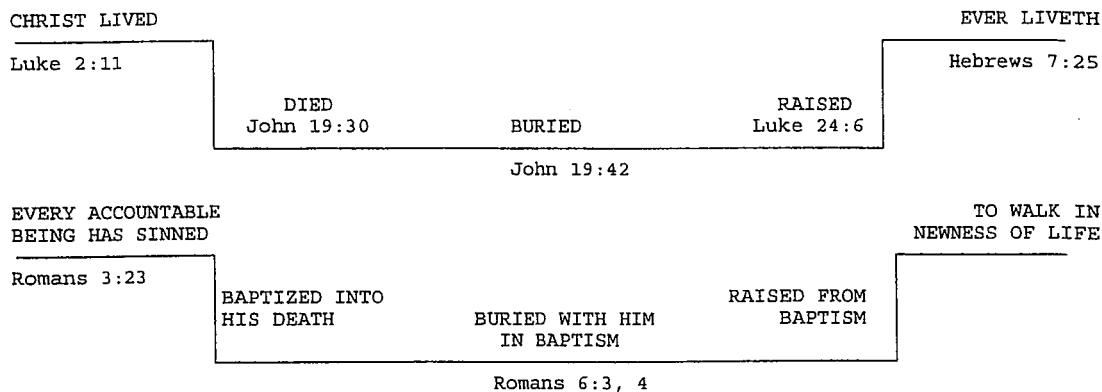 CHRIST LIVED
EVER LIVETH
Luke 2:11
Hebrews 7:25
DIED
John 19:30
BURIED
RAISED
Luke 24:6
John 19:42
EVERY ACCOUNTABLE
BEING HAS SINNED
TO WALK IN
NEWNESS OF LIFE
Romans 3:23
BAPTIZED INTO
HIS DEATH
BURIED WITH HIM
IN BAPTISM
RAISED FROM
BAPTISM
Romans 6:3, 4